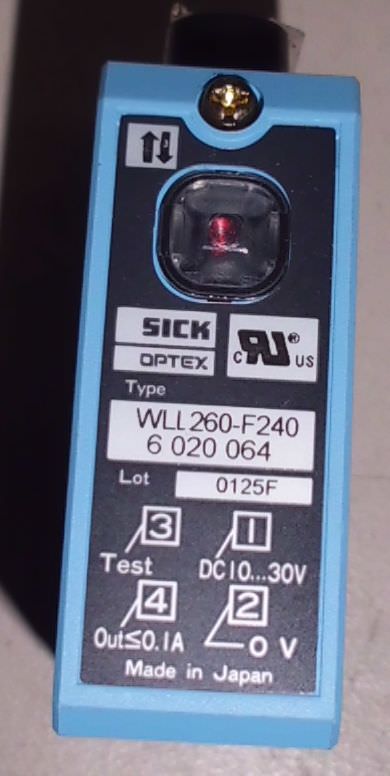 SICK
OPTEX
c RU® US
Type
WLL260-F240
6 020 064
Lot 0125F
3 1
Test DC10...30V
4 2
Out≤0.1A 0 V
Made in Japan